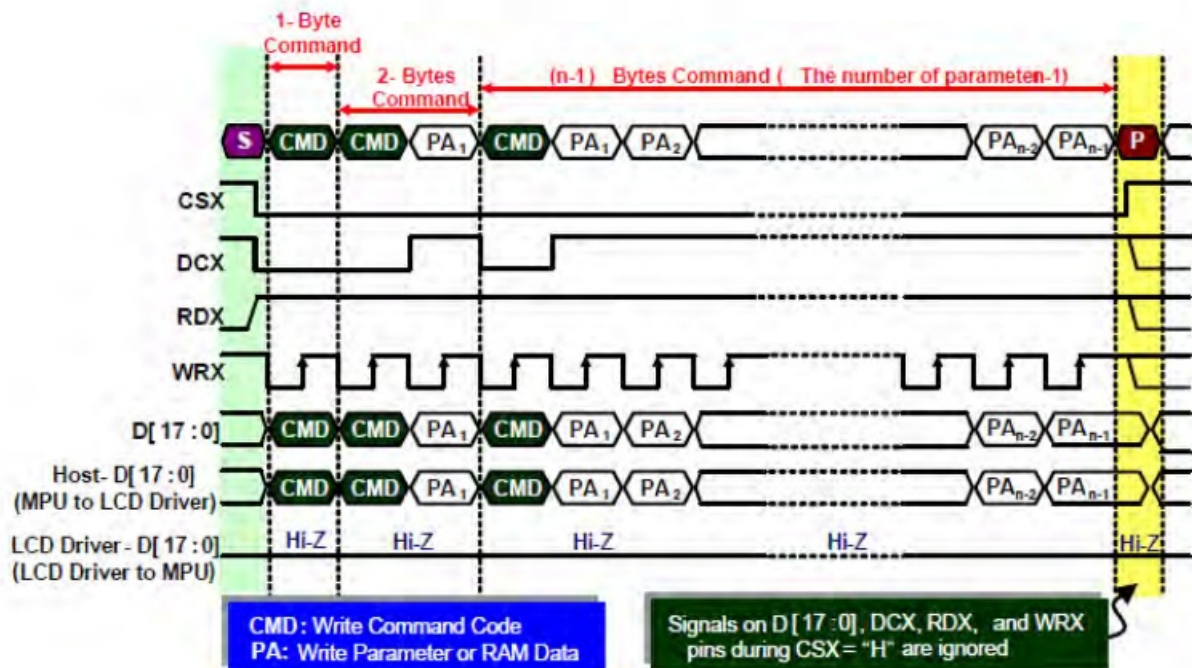 1- Byte
Command
2- Bytes
Command
(n-1) Bytes Command ( The number of parameten-1)
S CMD CMD PA1 CMD PA1 PA2 PAn-2 PAn-1 P
CSX
DCX
RDX
WRX
D[ 17 : 0] CMD CMD PA1 CMD PA1 PA2 PAn-2 PAn-1
Host- D[ 17 : 0]
(MPU to LCD Driver)
CMD CMD PA1 CMD PA1 PA2 PAn-2 PAn-1
LCD Driver - D[ 17 : 0]
(LCD Driver to MPU)
Hi-Z Hi-Z Hi-Z Hi-Z Hi-Z
CMD : Write Command Code
PA: Write Parameter or RAM Data
Signals on D [ 17 : 0], DCX, RDX, and WRX
pins during CSX = “H” are ignored